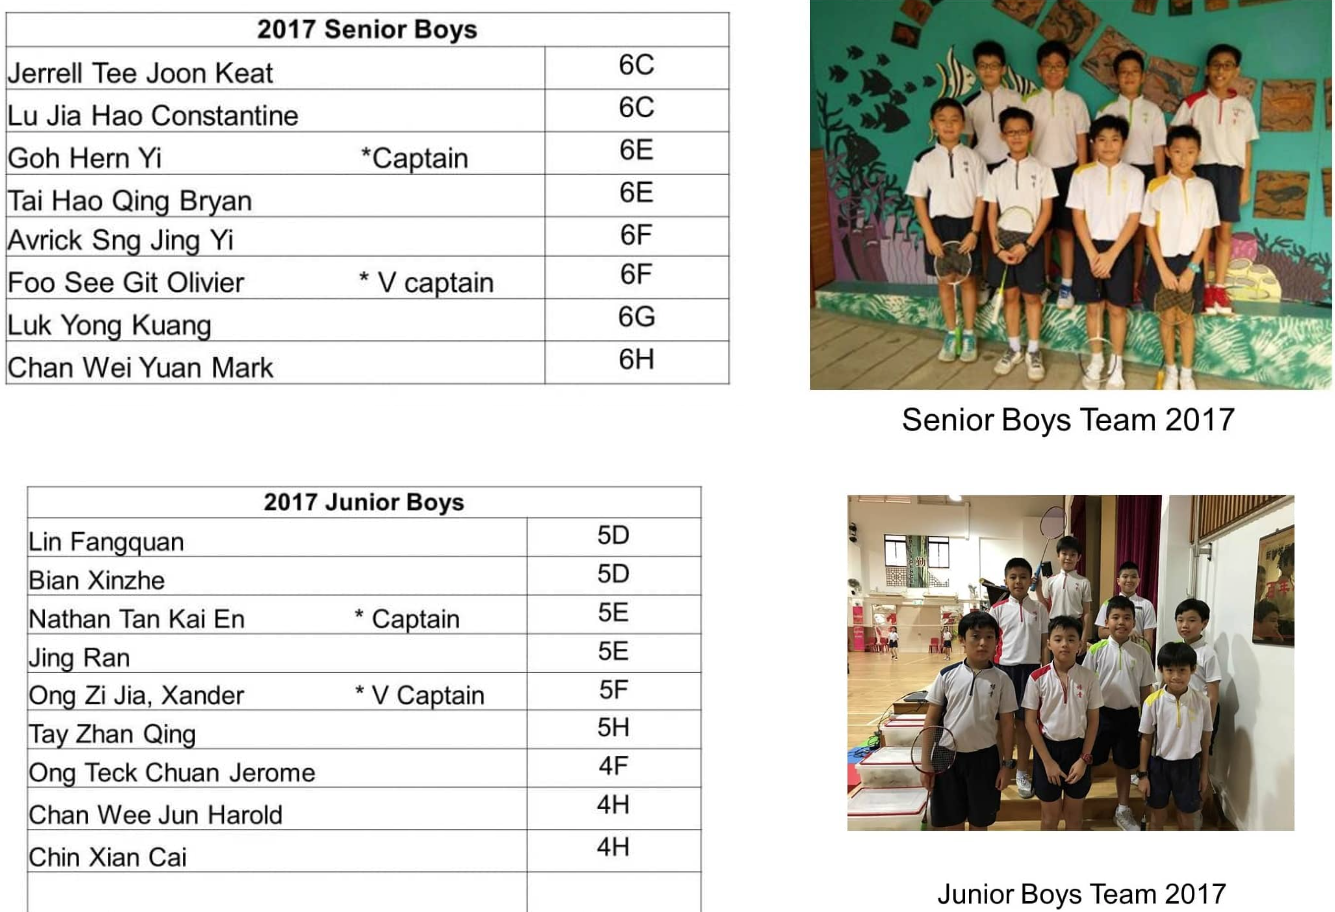 2017 Senior Boys
Jerrell Tee Joon Keat 6C
Lu Jia Hao Constantine 6C
Goh Hern Yi *Captain 6E
Tai Hao Qing Bryan 6E
Avrick Sng Jing Yi 6F
Foo See Git Olivier * V captain 6F
Luk Yong Kuang 6G
Chan Wei Yuan Mark 6H
Senior Boys Team 2017
2017 Junior Boys
Lin Fangquan 5D
Bian Xinzhe 5D
Nathan Tan Kai En * Captain 5E
Jing Ran 5E
Ong Zi Jia, Xander * V Captain 5F
Tay Zhan Qing 5H
Ong Teck Chuan Jerome 4F
Chan Wee Jun Harold 4H
Chin Xian Cai 4H
Junior Boys Team 2017